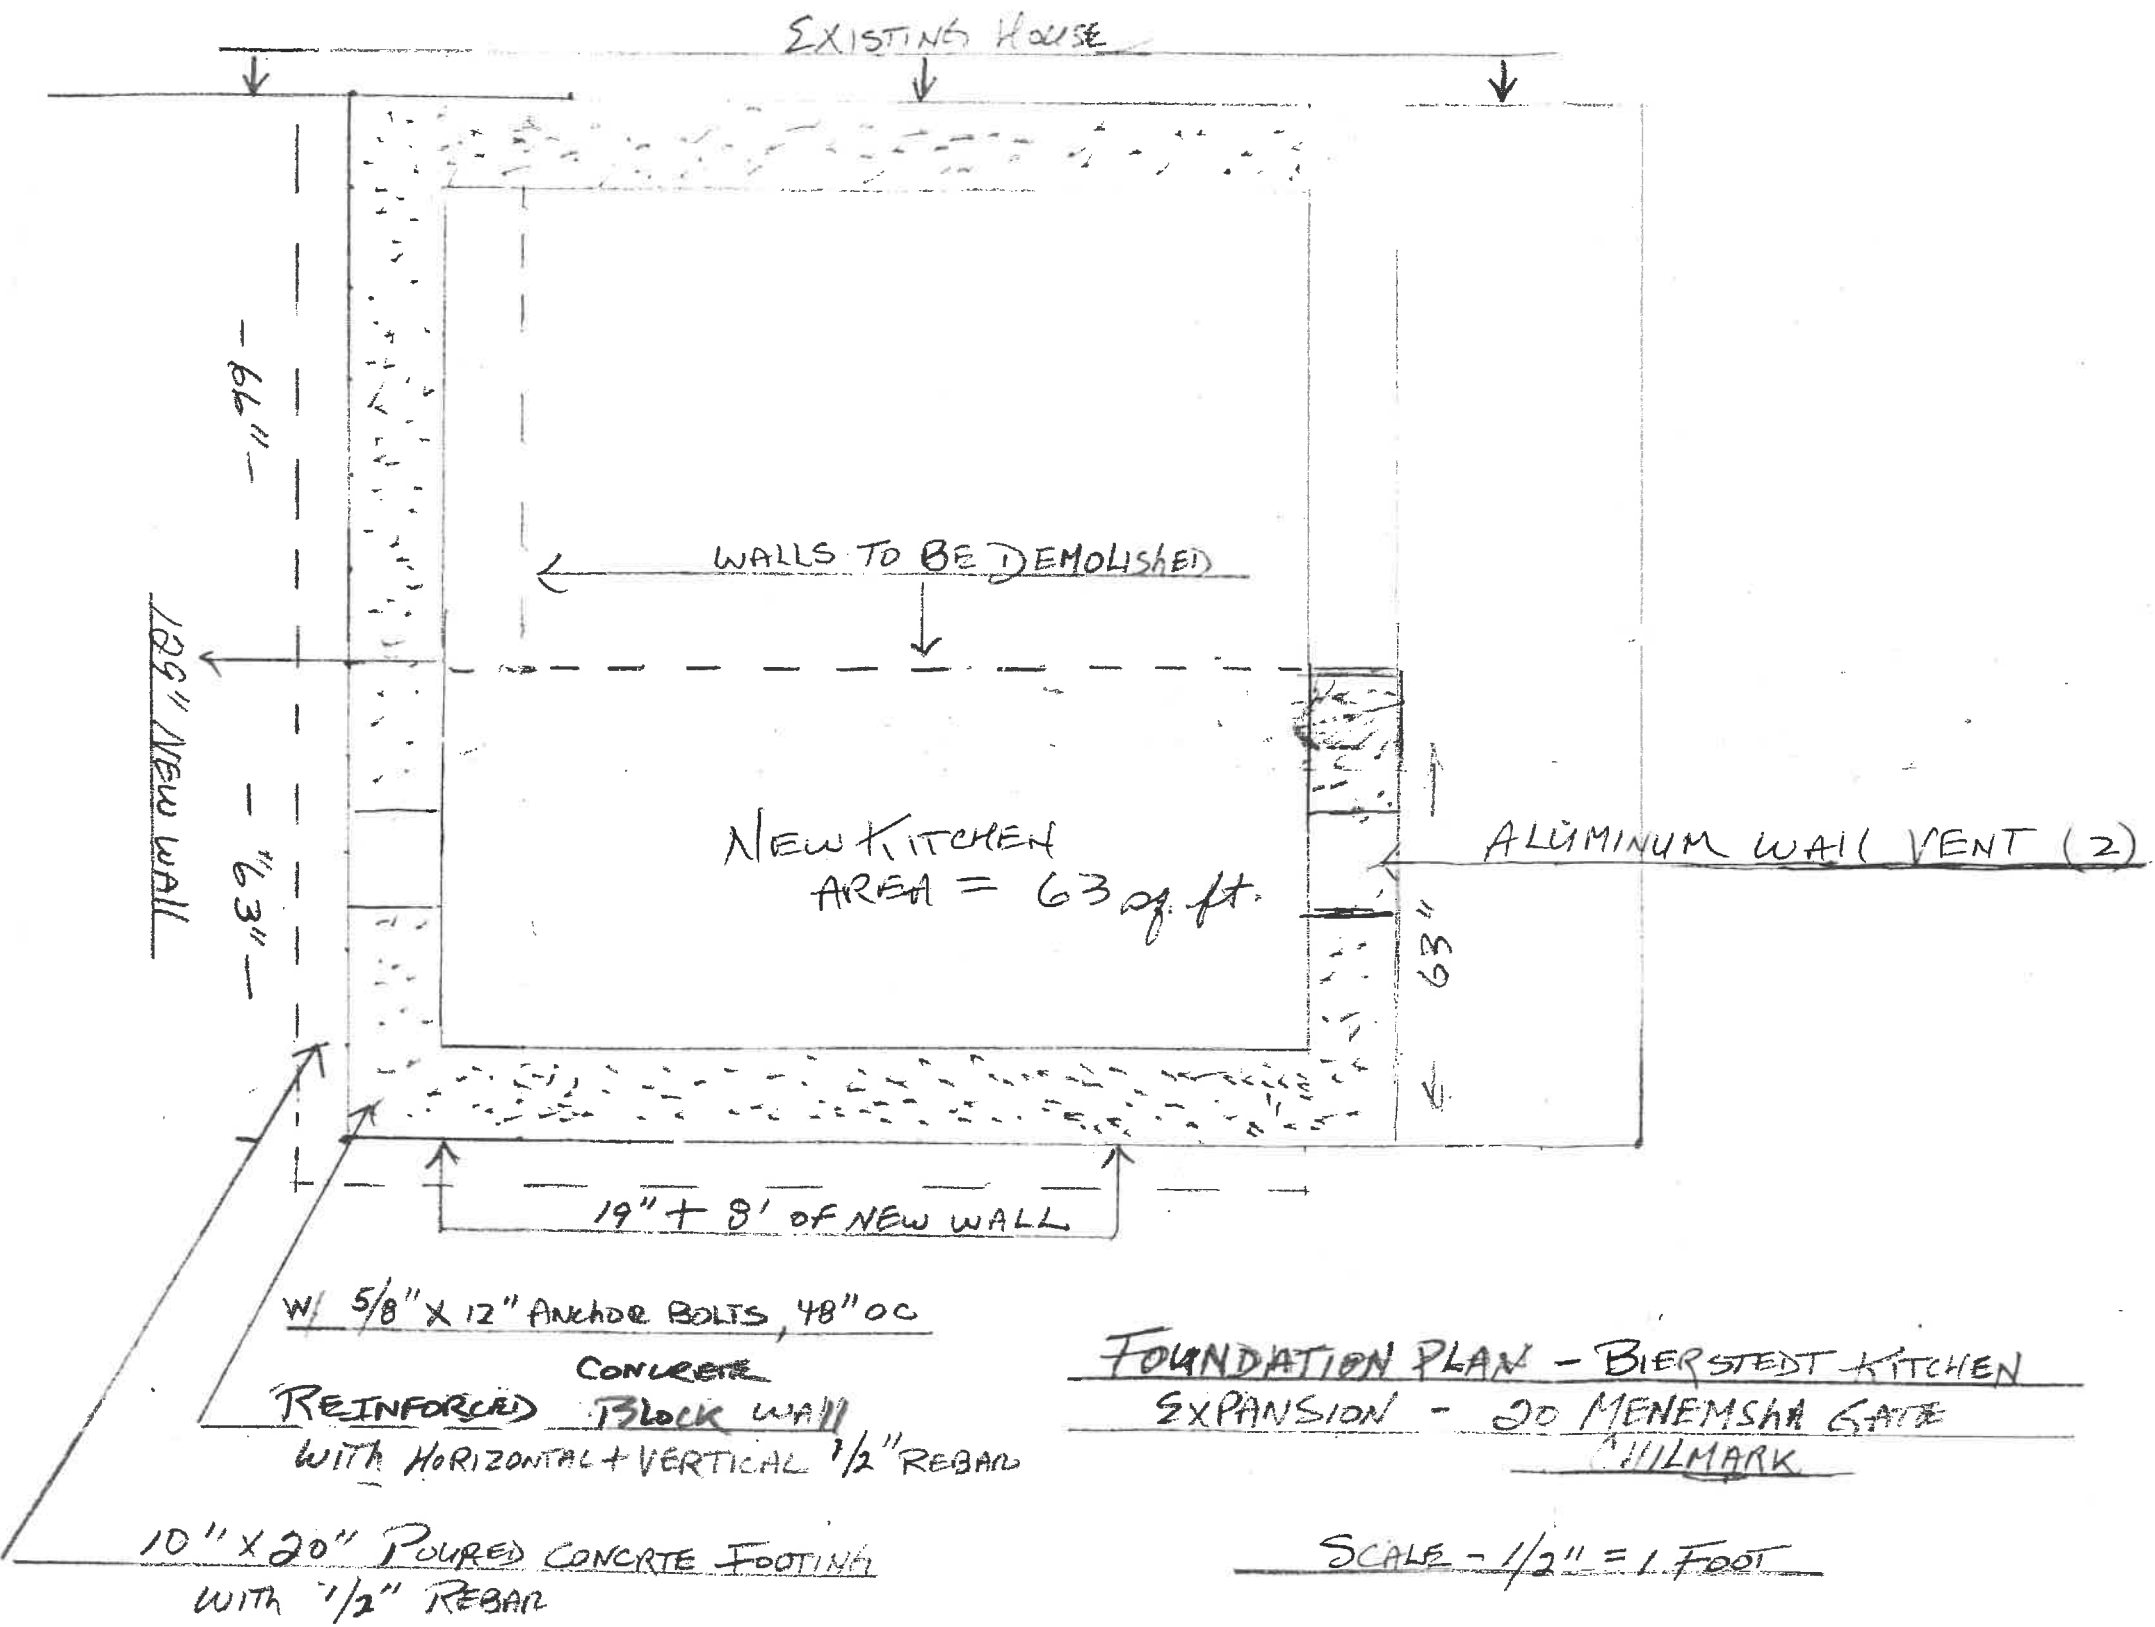 EXISTING HOUSE
- 66" -
WALLS TO BE DEMOLISHED
129" NEW WALL
- "63" -
NEW KITCHEN
AREA = 63 sq. ft.
ALUMINUM WALL VENT (2)
63"
19" + 8' OF NEW WALL
W/ 5/8" X 12" ANCHOR BOLTS, 48" OC
CONCRETE
REINFORCED BLOCK WALL
WITH HORIZONTAL + VERTICAL 1/2" REBAR
10" X 20" POURED CONCRTE FOOTING
WITH 1/2" REBAR
FOUNDATION PLAN - BIERSTEDT KITCHEN
EXPANSION - 20 MENEMSHA GATE
CHILMARK
SCALE - 1/2" = 1 FOOT